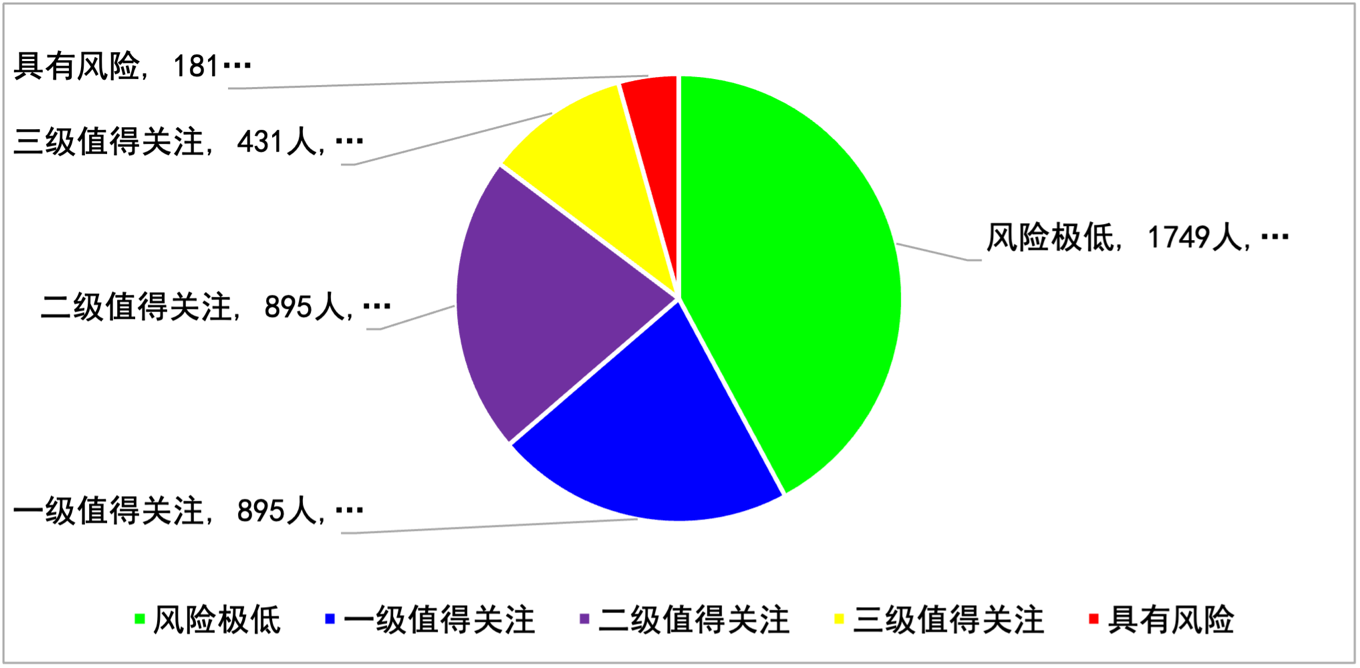 具有风险, 181…
三级值得关注, 431人,…
风险极低, 1749人,…
二级值得关注, 895人,…
一级值得关注, 895人,…
风险极低 一级值得关注 二级值得关注 三级值得关注 具有风险